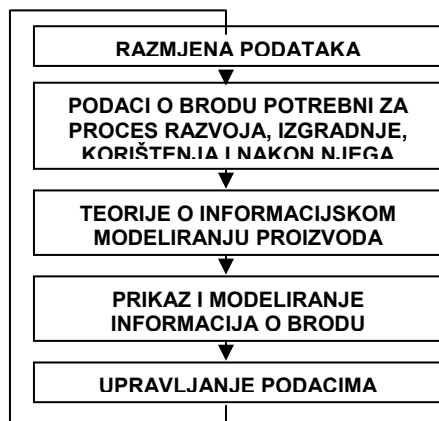 RAZMJENA PODATAKA
PODACI O BRODU POTREBNI ZA
PROCES RAZVOJA, IZGRADNJE,
KORIŠTENJA I NAKON NJEGA
TEORIJE O INFORMACIJSKOM
MODELIRANJU PROIZVODA
PRIKAZ I MODELIRANJE
INFORMACIJA O BRODU
UPRAVLJANJE PODACIMA